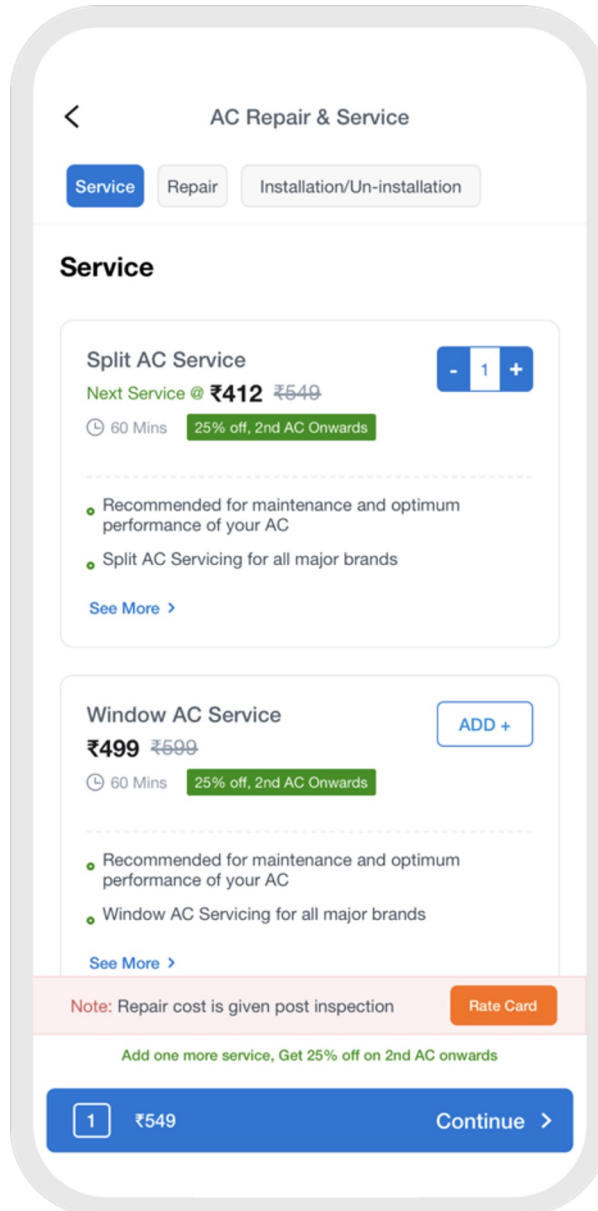 AC Repair & Service
Service Repair Installation/Un-installation
Service
Split AC Service
- 1 +
Next Service @ ₹412 ₹549
60 Mins 25% off, 2nd AC Onwards
Recommended for maintenance and optimum
performance of your AC
Split AC Servicing for all major brands
See More >
Window AC Service
ADD +
₹499 ₹599
60 Mins 25% off, 2nd AC Onwards
Recommended for maintenance and optimum
performance of your AC
Window AC Servicing for all major brands
See More >
Note: Repair cost is given post inspection Rate Card
Add one more service, Get 25% off on 2nd AC onwards
1 ₹549 Continue >